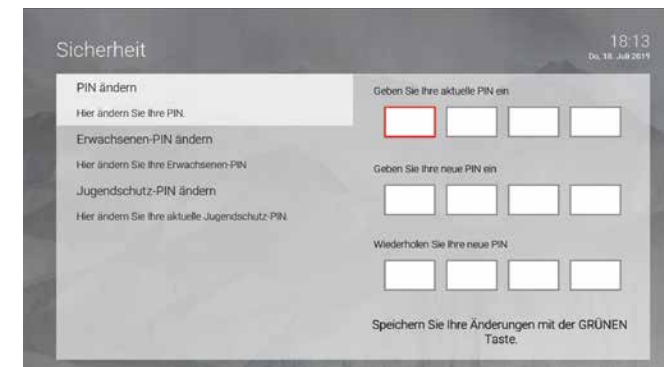 Sicherheit
18:13
Do, 18. Juli 2019
PIN ändern
Hier ändern Sie Ihre PIN.
Erwachsenen-PIN ändern
Hier ändern Sie Ihre Erwachsenen-PIN
Jugendschutz-PIN ändern
Hier ändern Sie Ihre aktuelle Jugendschutz-PIN.
Geben Sie Ihre aktuelle PIN ein
Geben Sie Ihre neue PIN ein
Wiederholen Sie Ihre neue PIN
Speichern Sie Ihre Änderungen mit der GRÜNEN
Taste.